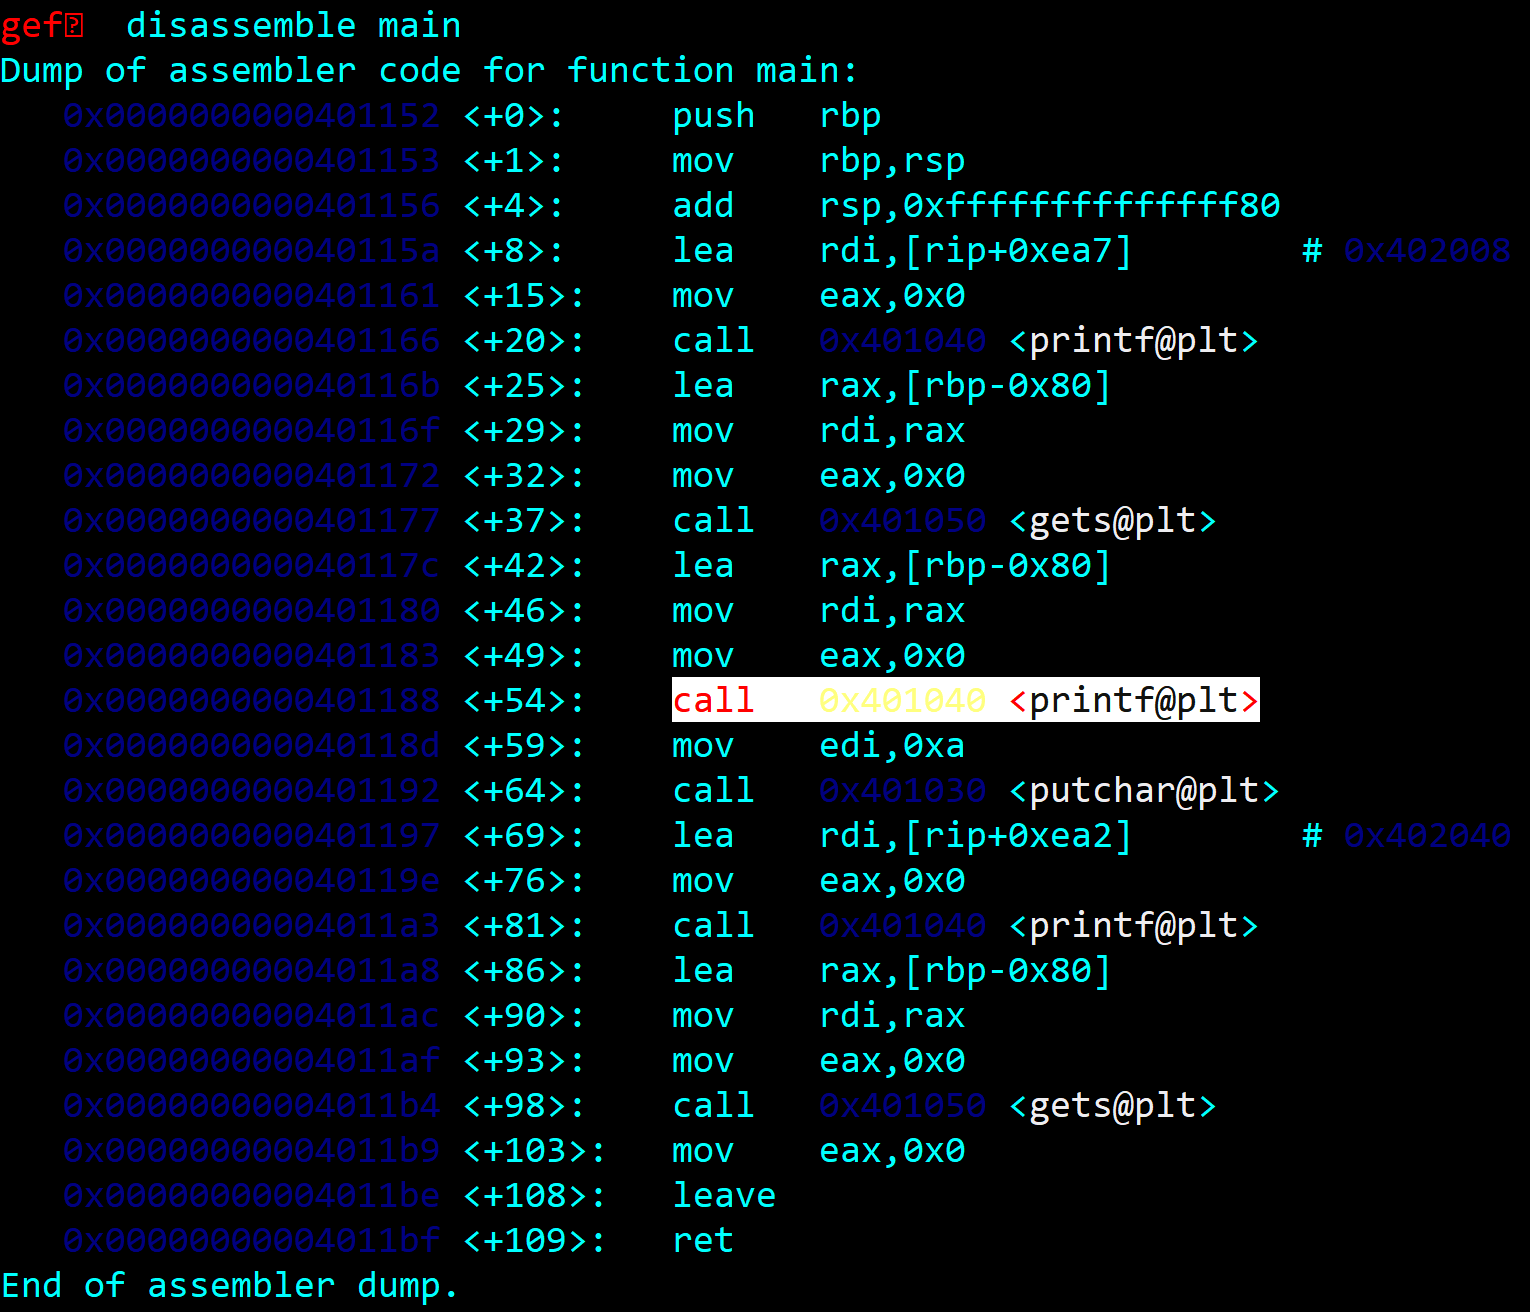 gef disassemble main
Dump of assembler code for function main:
0x0000000000401152 <+0>: push rbp
0x0000000000401153 <+1>: mov rbp,rsp
0x0000000000401156 <+4>: add rsp,0xffffffffffffff80
0x000000000040115a <+8>: lea rdi,[rip+0xea7] # 0x402008
0x0000000000401161 <+15>: mov eax,0x0
0x0000000000401166 <+20>: call 0x401040 <printf@plt>
0x000000000040116b <+25>: lea rax,[rbp-0x80]
0x000000000040116f <+29>: mov rdi,rax
0x0000000000401172 <+32>: mov eax,0x0
0x0000000000401177 <+37>: call 0x401050 <gets@plt>
0x000000000040117c <+42>: lea rax,[rbp-0x80]
0x0000000000401180 <+46>: mov rdi,rax
0x0000000000401183 <+49>: mov eax,0x0
0x0000000000401188 <+54>: call 0x401040 <printf@plt>
0x000000000040118d <+59>: mov edi,0xa
0x0000000000401192 <+64>: call 0x401030 <putchar@plt>
0x0000000000401197 <+69>: lea rdi,[rip+0xea2] # 0x402040
0x000000000040119e <+76>: mov eax,0x0
0x00000000004011a3 <+81>: call 0x401040 <printf@plt>
0x00000000004011a8 <+86>: lea rax,[rbp-0x80]
0x00000000004011ac <+90>: mov rdi,rax
0x00000000004011af <+93>: mov eax,0x0
0x00000000004011b4 <+98>: call 0x401050 <gets@plt>
0x00000000004011b9 <+103>: mov eax,0x0
0x00000000004011be <+108>: leave
0x00000000004011bf <+109>: ret
End of assembler dump.